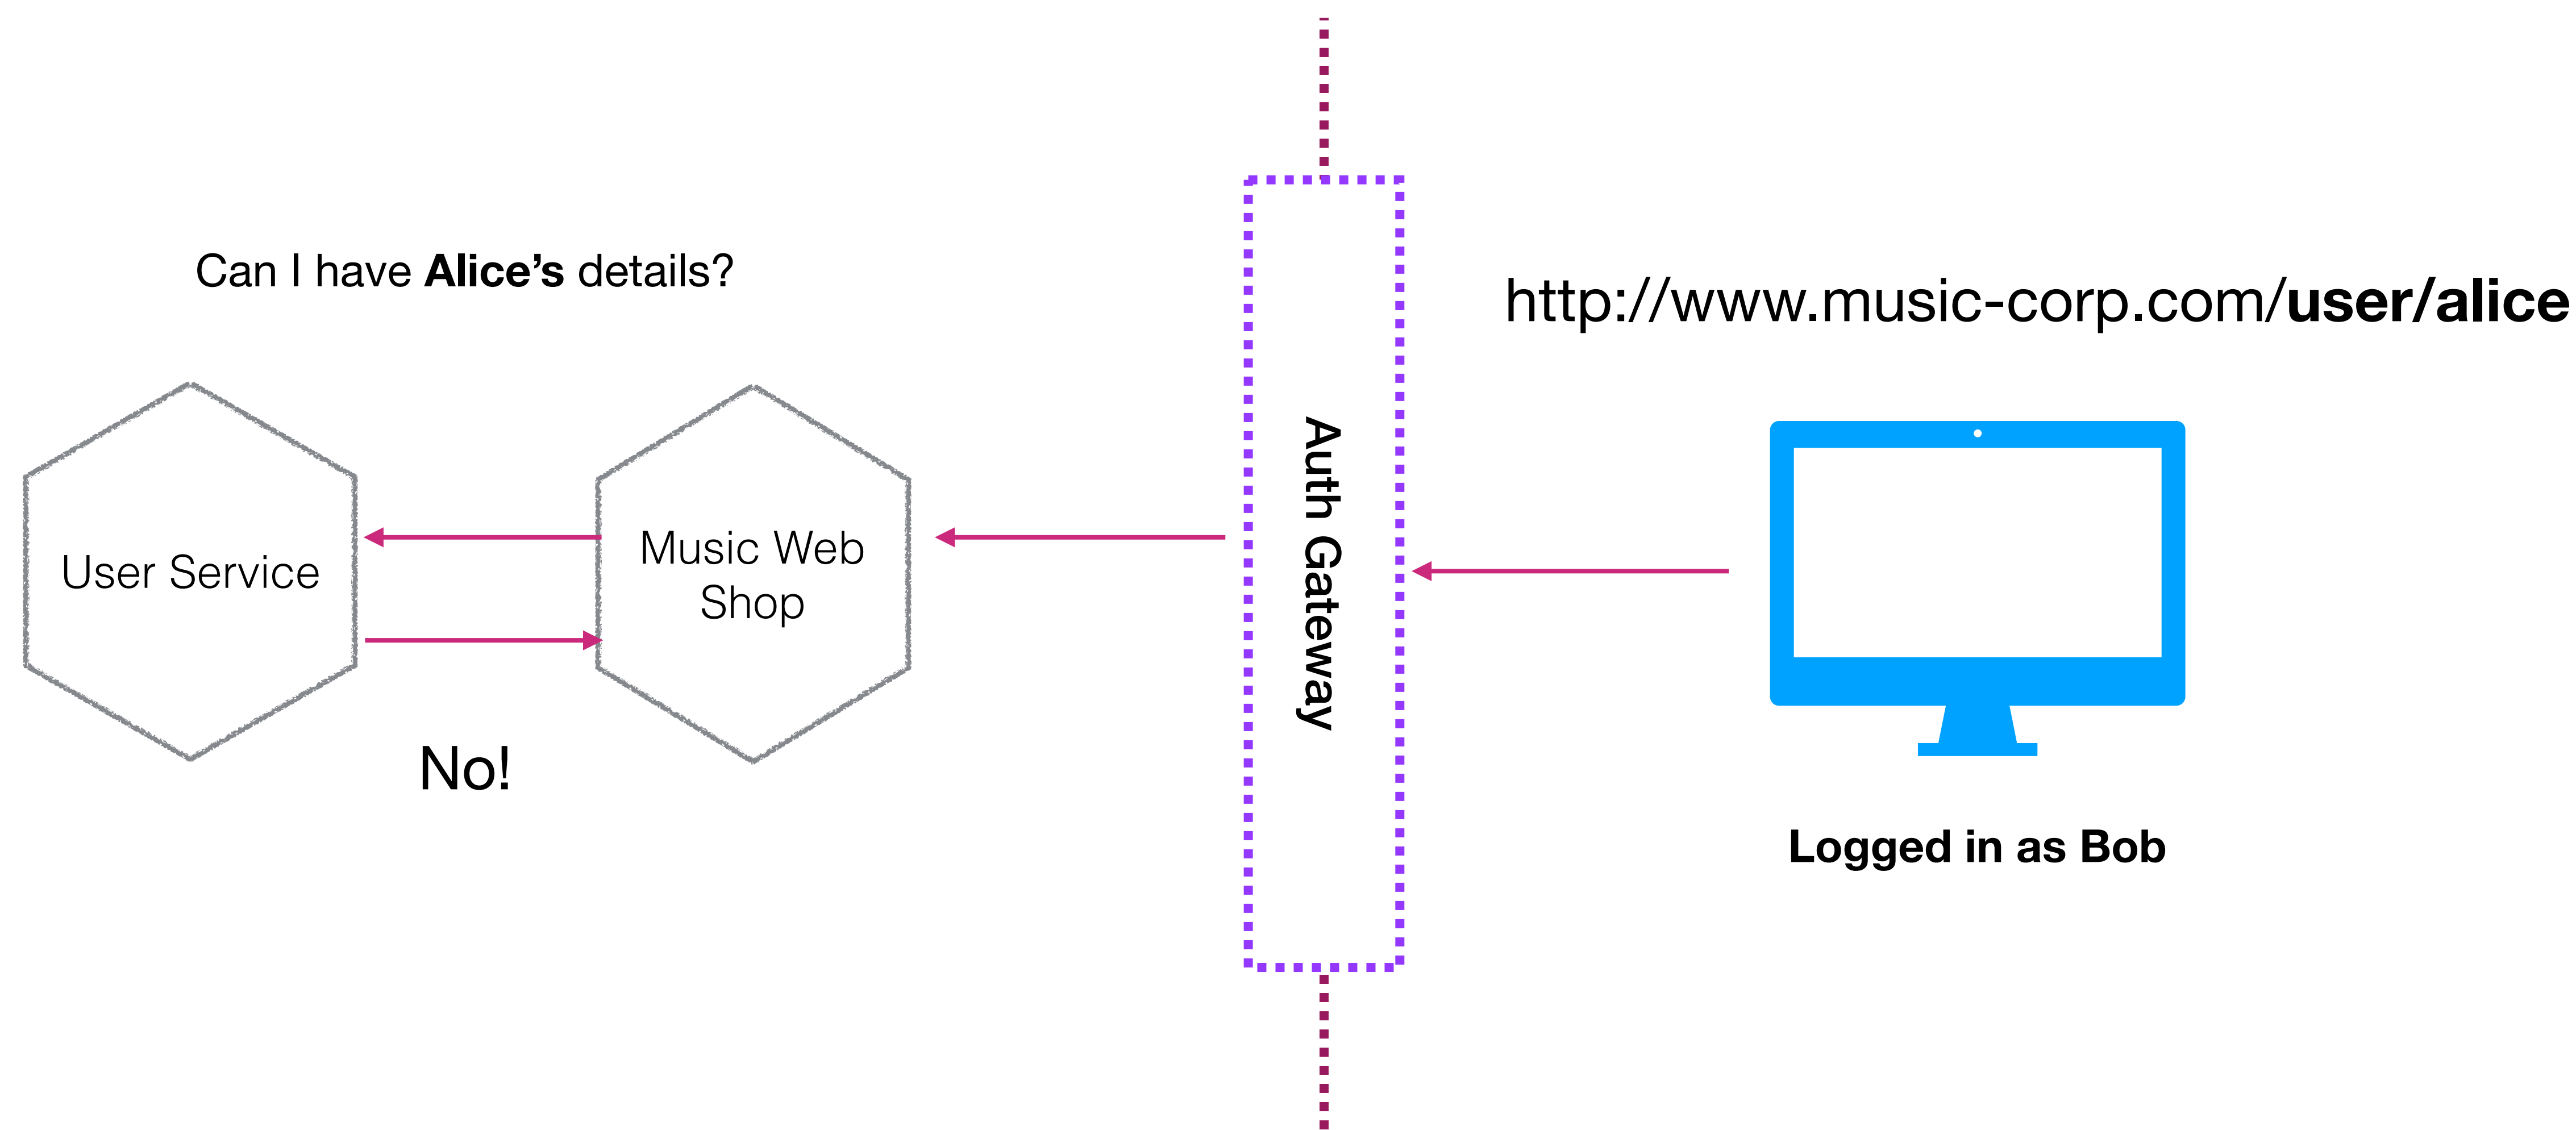 Can I have Alice’s details?
http://www.music-corp.com/user/alice
User Service
Music Web
Shop
Auth Gateway
No!
Logged in as Bob